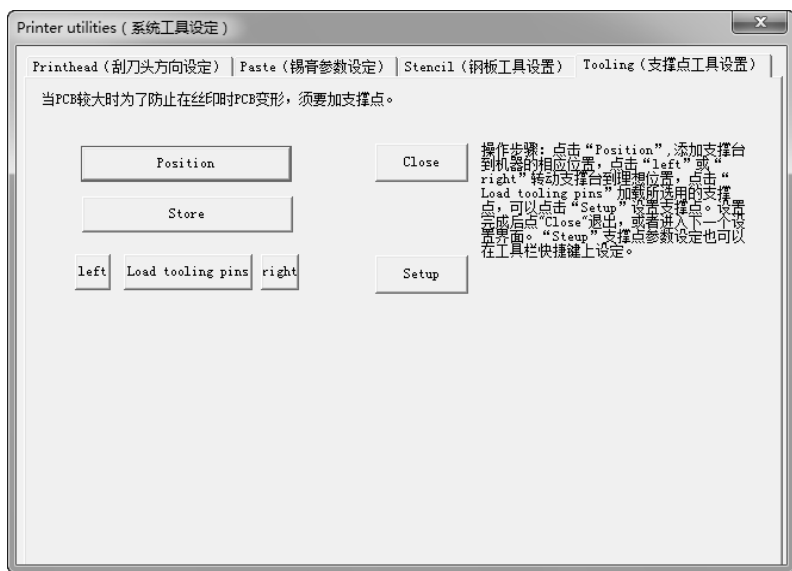 Printer utilities（系统工具设定）
Printhead（刮刀头方向设定） Paste（锡膏参数设定） Stencil（钢板工具设置） Tooling（支撑点工具设置）
当PCB较大时为了防止在丝印时PCB变形，须要加支撑点。
Position
Close
Store
left
Load tooling pins
right
Setup
操作步骤：点击“Position”,添加支撑台
到机器的相应位置，点击“left”或“
right”转动支撑台到理想位置，点击“
Load tooling pins”加载所选用的支撑
点，可以点击“Setup”设置支撑点。设置
完成后点"Close"退出，或者进入下一个设
置界面。“Steup”支撑点参数设定也可以
在工具栏快捷键上设定。